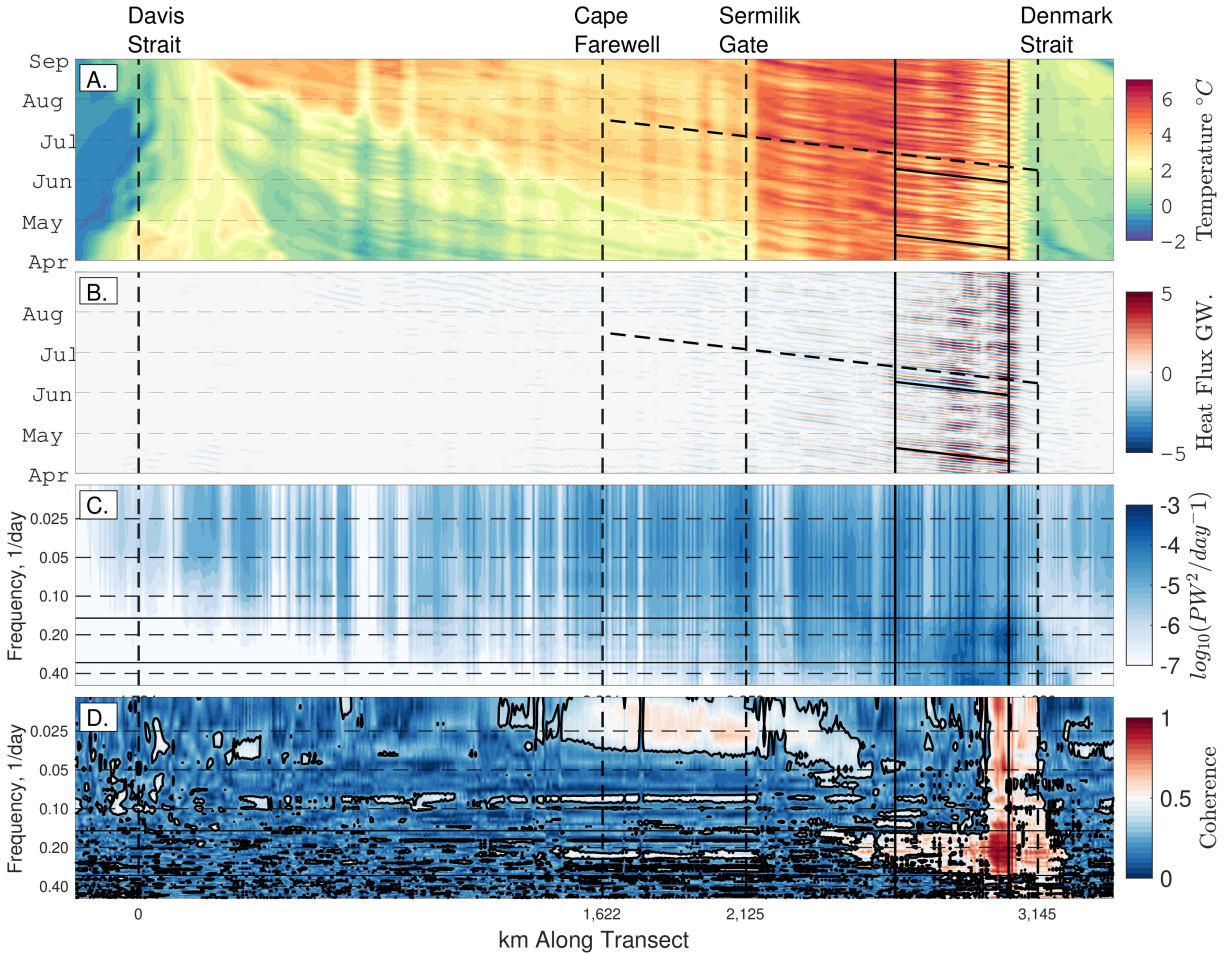 Davis
Strait
Cape
Farewell
Sermilik
Gate
Denmark
Strait
A.
Sep
Aug
Jul
Jun
May
Apr
6
4
2
0
−2
Temperature °C
B.
Aug
Jul
Jun
May
Apr
5
0
−5
Heat Flux GW.
C.
0.025
0.05
0.10
0.20
0.40
Frequency, 1/day
-3
-4
-5
-6
-7
log10(PW²/day⁻1)
D.
0.025
0.05
0.10
0.20
0.40
Frequency, 1/day
1
0.5
0
Coherence
0
1,622
2,125
3,145
km Along Transect